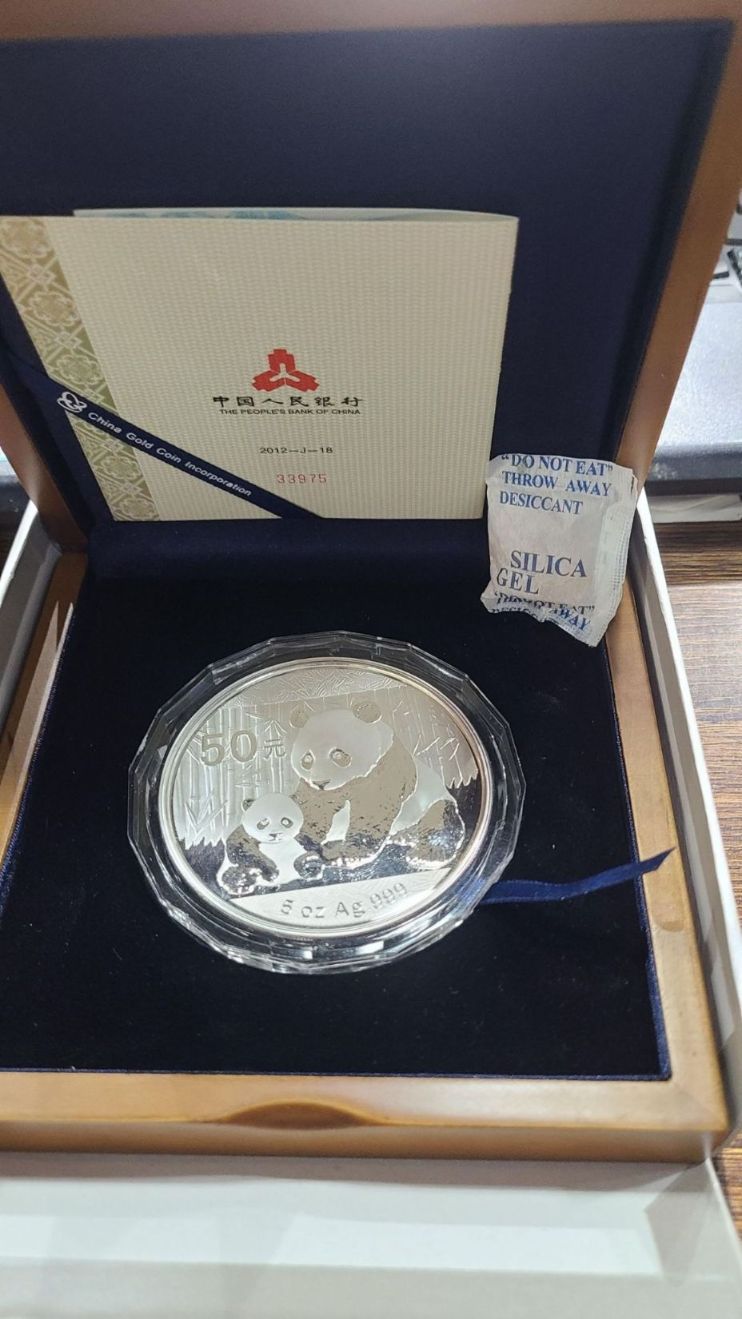 中国人民银行
THE PEOPLE'S BANK OF CHINA
2012-J-18
33975
China Gold Coin Incorporation
"DO NOT EAT"
THROW AWAY
DESICCANT
SILICA
GEL
50元
5 oz Ag 999